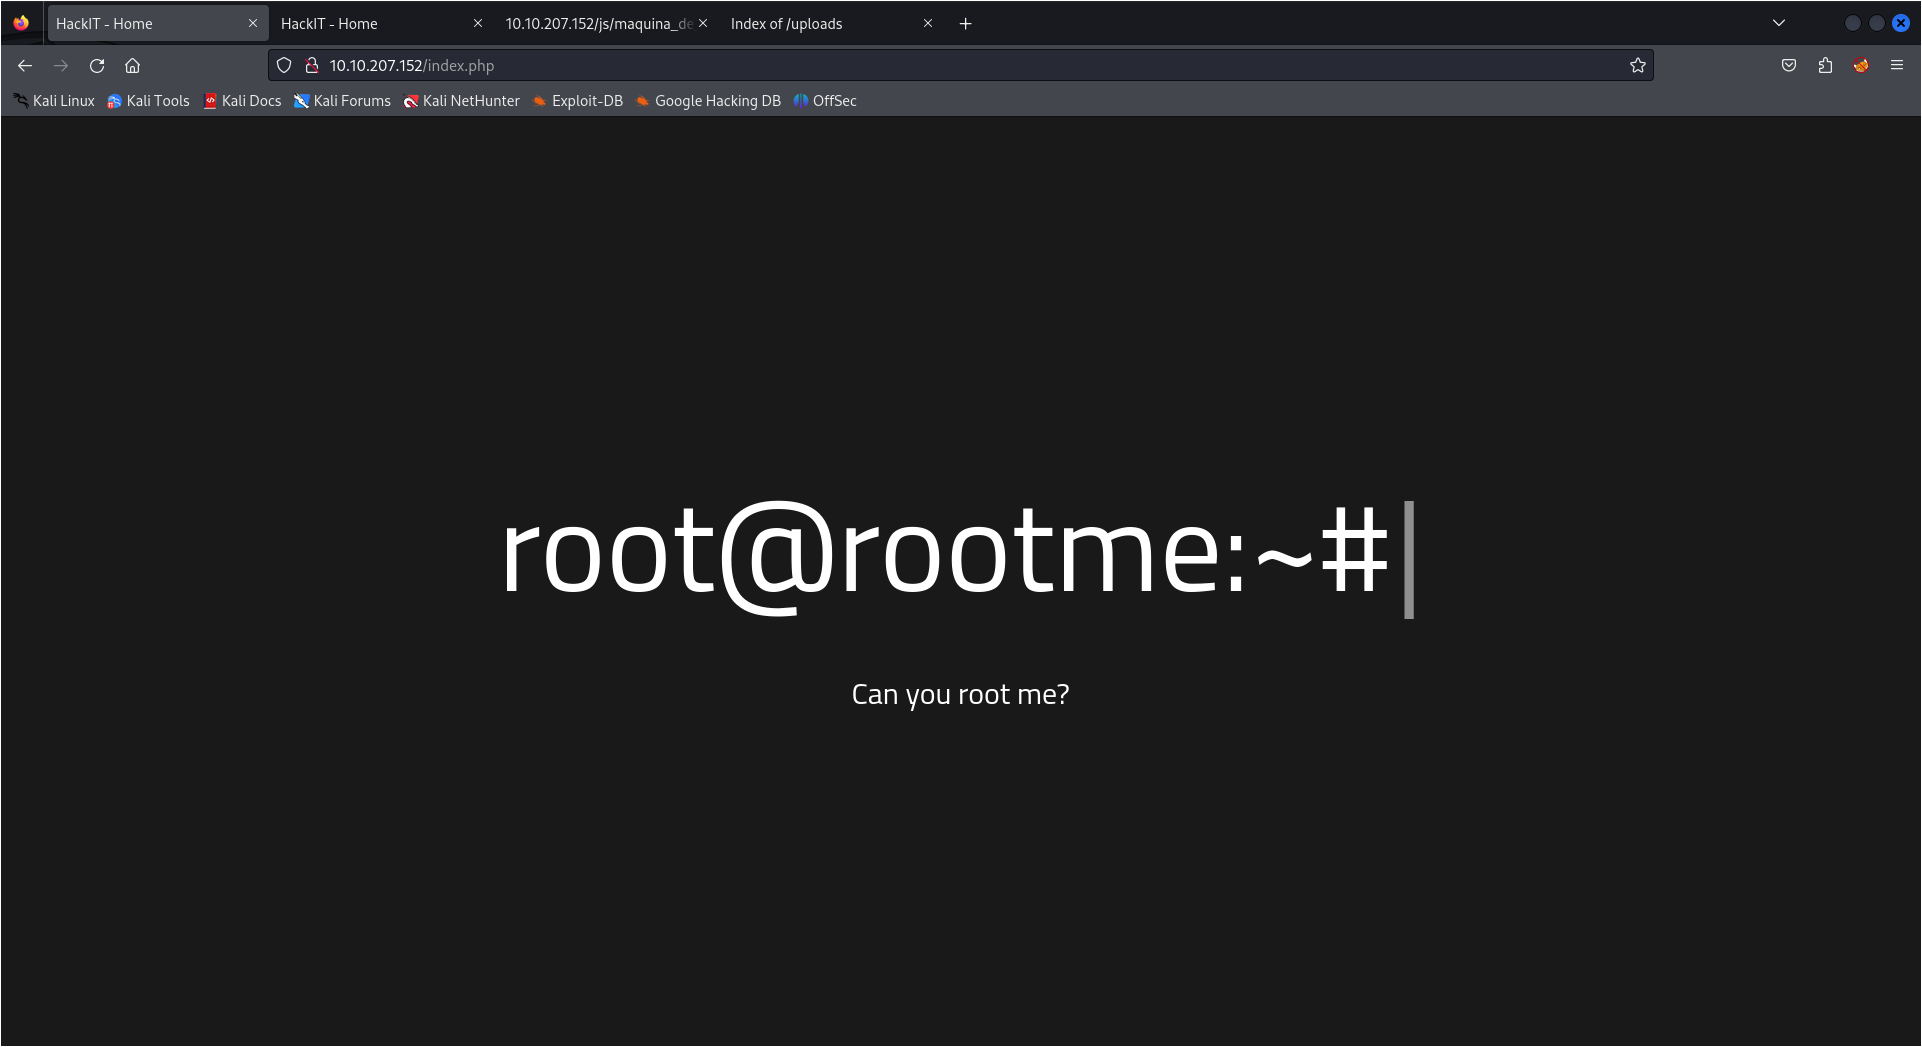 HackIT - Home HackIT - Home 10.10.207.152/js/maquina_de Index of /uploads
10.10.207.152/index.php
Kali Linux Kali Tools Kali Docs Kali Forums Kali NetHunter Exploit-DB Google Hacking DB OffSec
root@rootme:~#
Can you root me?